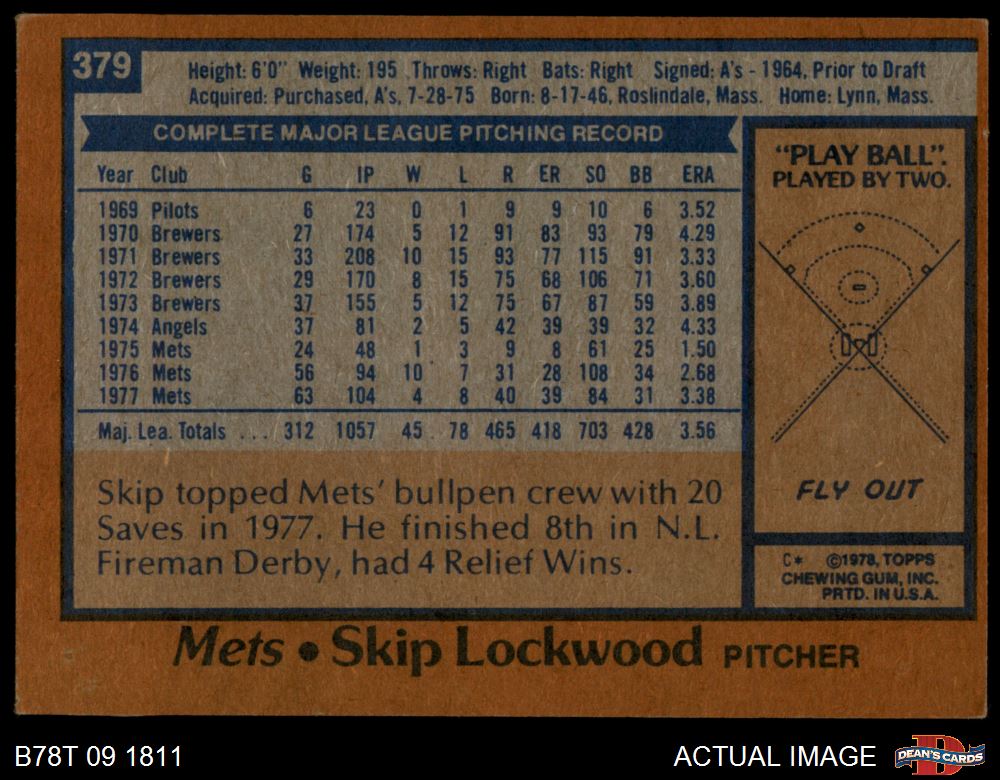 379
Height: 6'0" Weight: 195 Throws: Right Bats: Right Signed: A's - 1964, Prior to Draft
Acquired: Purchased, A's, 7-28-75 Born: 8-17-46, Roslindale, Mass. Home: Lynn, Mass.
COMPLETE MAJOR LEAGUE PITCHING RECORD
Year Club G IP W L R ER SO BB ERA
1969 Pilots 6 23 0 1 9 9 10 6 3.52
1970 Brewers 27 174 5 12 91 83 93 79 4.29
1971 Brewers 33 208 10 15 93 77 115 91 3.33
1972 Brewers 29 170 8 15 75 68 106 71 3.60
1973 Brewers 37 155 5 12 75 67 87 59 3.89
1974 Angels 37 81 2 5 42 39 39 32 4.33
1975 Mets 24 48 1 3 9 8 61 25 1.50
1976 Mets 56 94 10 7 31 28 108 34 2.68
1977 Mets 63 104 4 8 40 39 84 31 3.38
Maj. Lea. Totals ... 312 1057 45 78 465 418 703 428 3.56
Skip topped Mets' bullpen crew with 20
Saves in 1977. He finished 8th in N.L.
Fireman Derby, had 4 Relief Wins.
"PLAY BALL".
PLAYED BY TWO.
FLY OUT
C* ©1978, TOPPS
CHEWING GUM, INC.
PRTD. IN U.S.A.
Mets • Skip Lockwood PITCHER
B78T 09 1811
ACTUAL IMAGE
DEAN'S CARDS